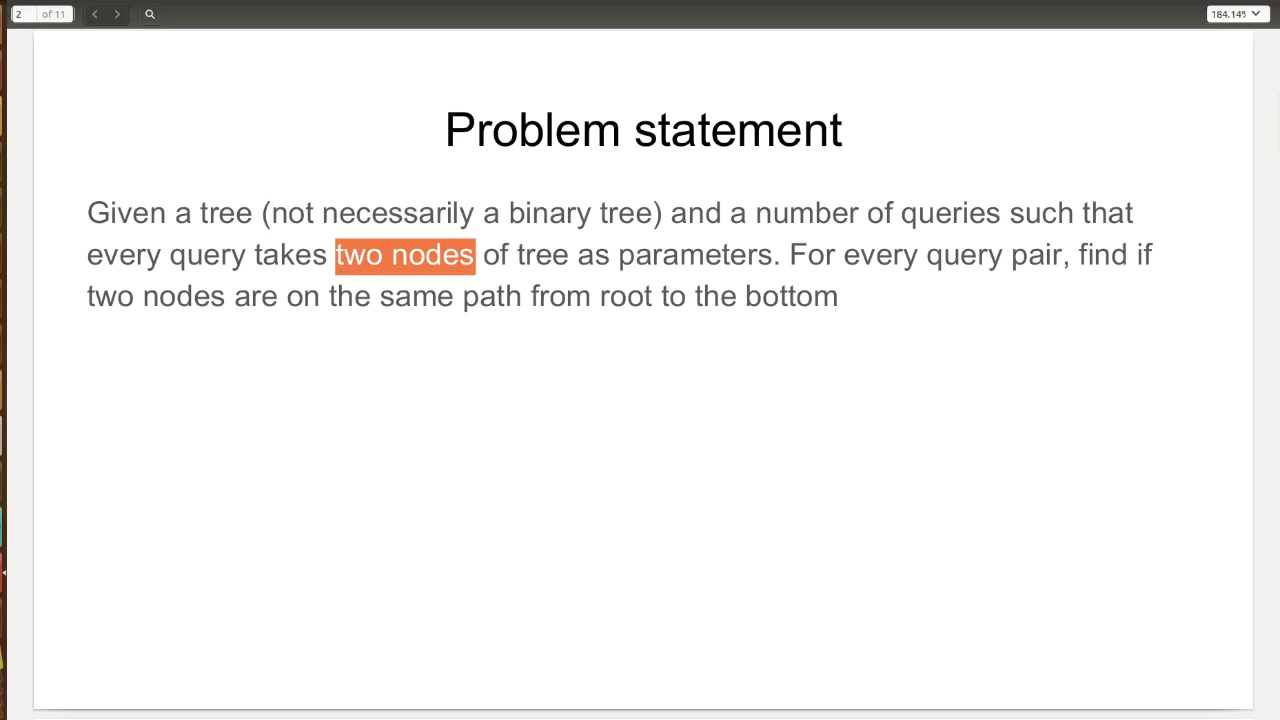 2 of 11
184.14%
Problem statement
Given a tree (not necessarily a binary tree) and a number of queries such that
every query takes two nodes of tree as parameters. For every query pair, find if
two nodes are on the same path from root to the bottom